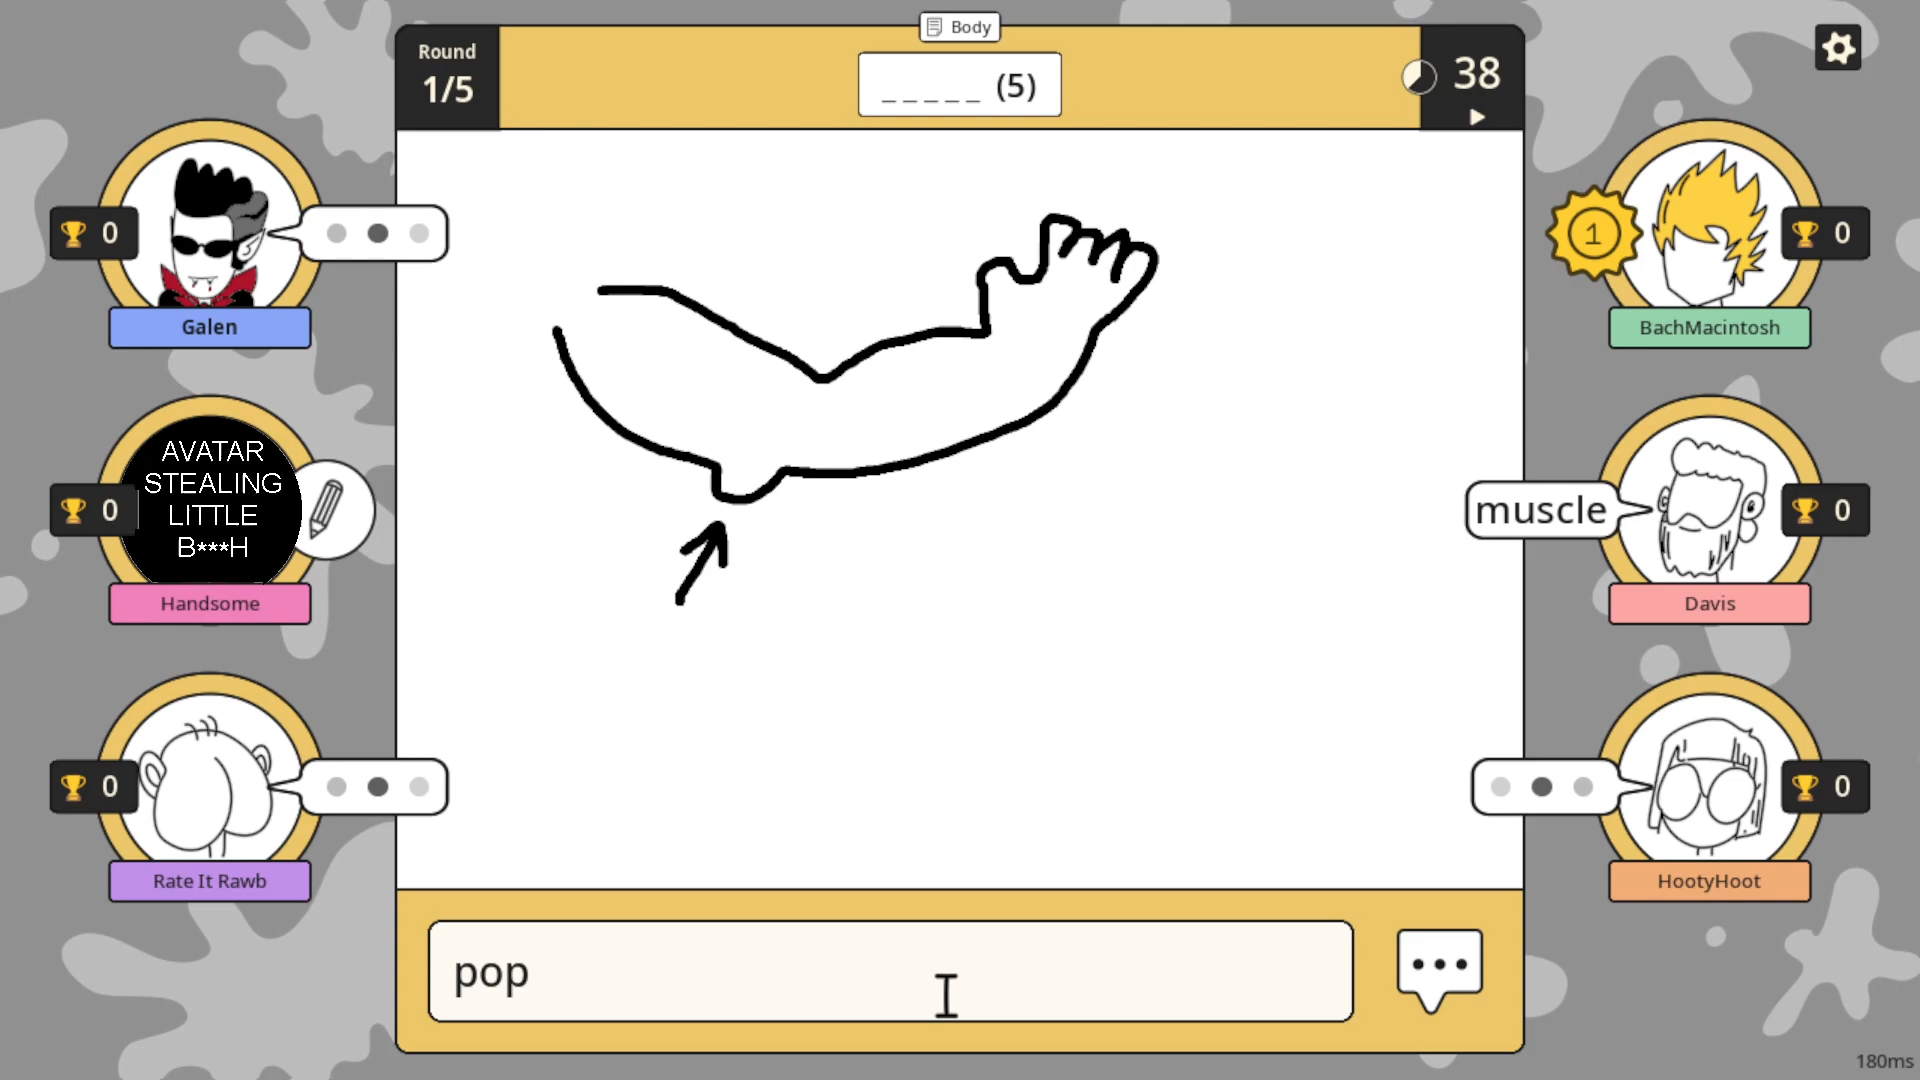 Body
Round
1/5
_ _ _ _ _ (5)
38
0
Galen
1
0
BachMacintosh
AVATAR
STEALING
LITTLE
B***H
0
Handsome
muscle
0
Davis
0
Rate It Rawb
0
HootyHoot
pop
180ms